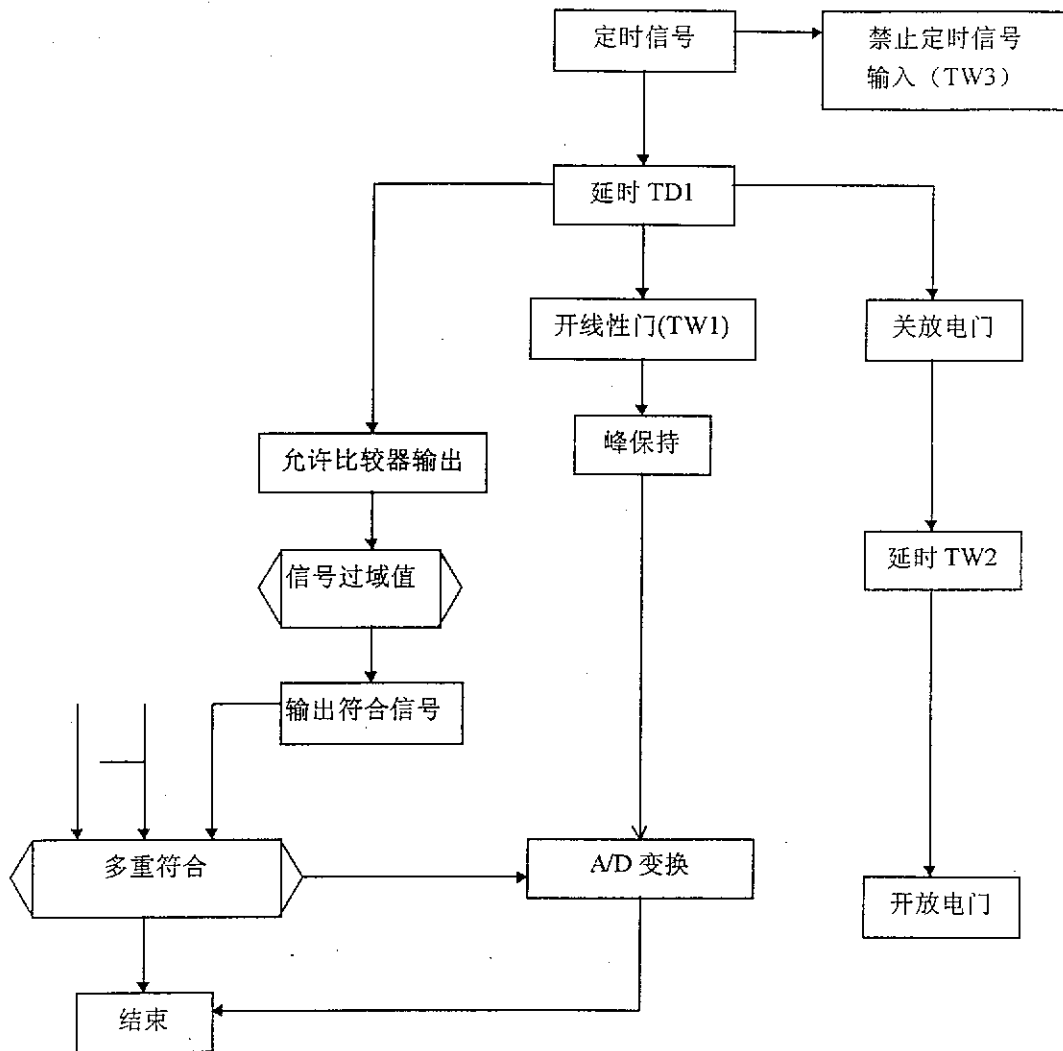 定时信号
禁止定时信号
输入（TW3）
延时 TD1
开线性门(TW1)
关放电门
峰保持
允许比较器输出
延时 TW2
信号过域值
输出符合信号
多重符合
A/D 变换
开放电门
结束